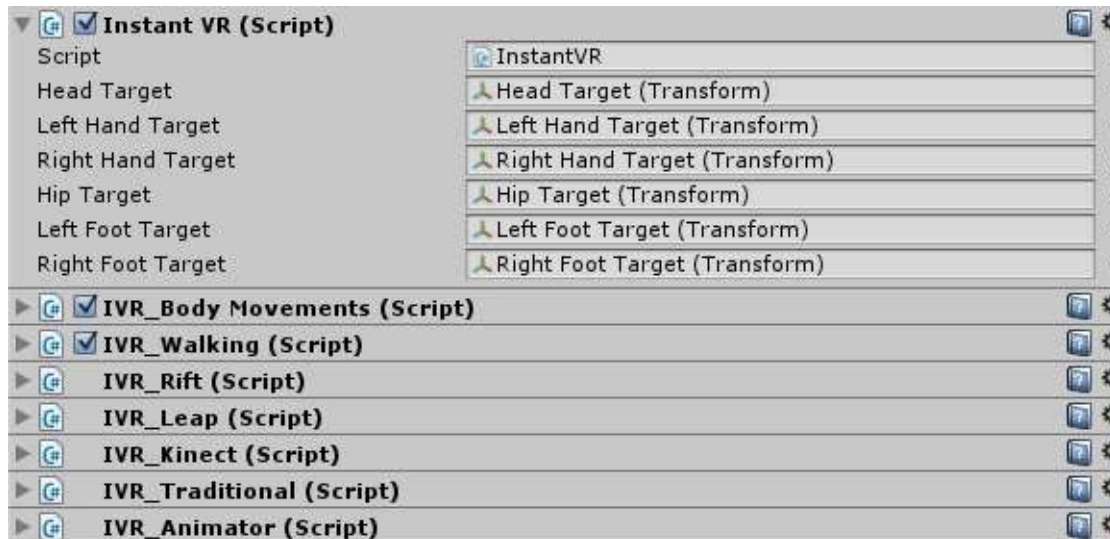 Instant VR (Script)
Script InstantVR
Head Target Head Target (Transform)
Left Hand Target Left Hand Target (Transform)
Right Hand Target Right Hand Target (Transform)
Hip Target Hip Target (Transform)
Left Foot Target Left Foot Target (Transform)
Right Foot Target Right Foot Target (Transform)
IVR_Body Movements (Script)
IVR_Walking (Script)
IVR_Rift (Script)
IVR_Leap (Script)
IVR_Kinect (Script)
IVR_Traditional (Script)
IVR_Animator (Script)